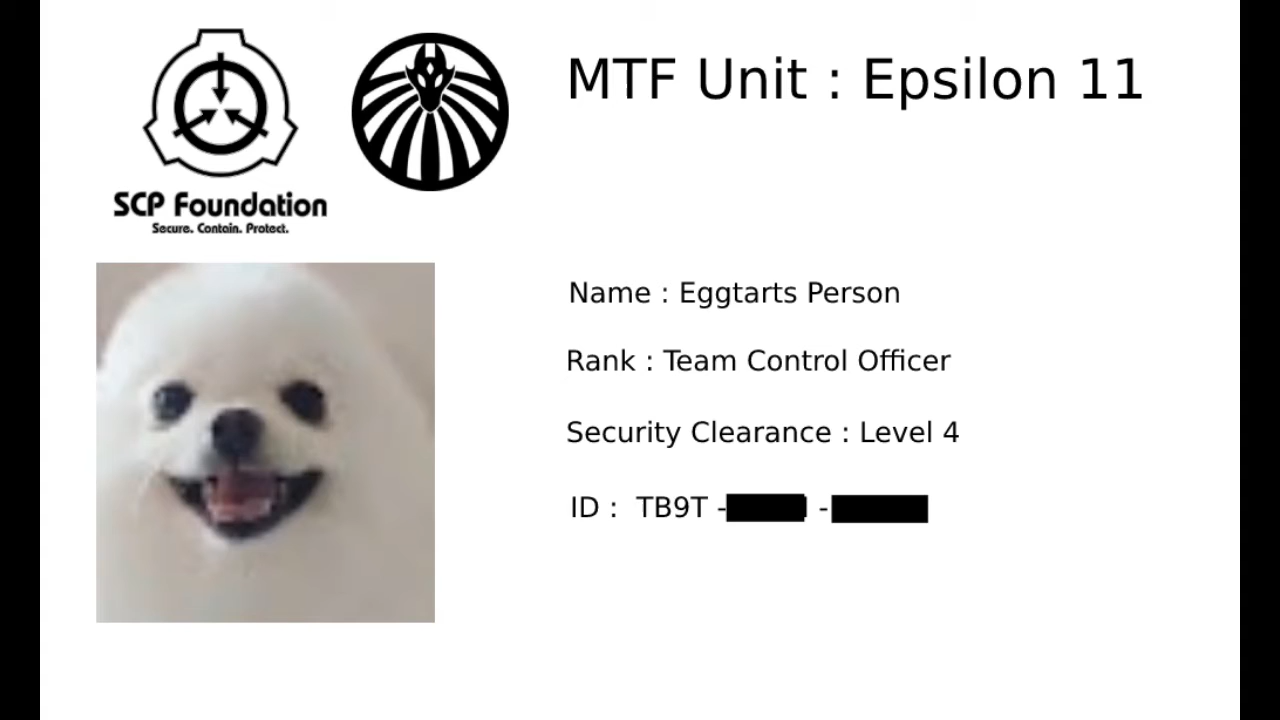 SCP Foundation
Secure. Contain. Protect.
MTF Unit : Epsilon 11
Name : Eggtarts Person
Rank : Team Control Officer
Security Clearance : Level 4
ID : TB9T - -